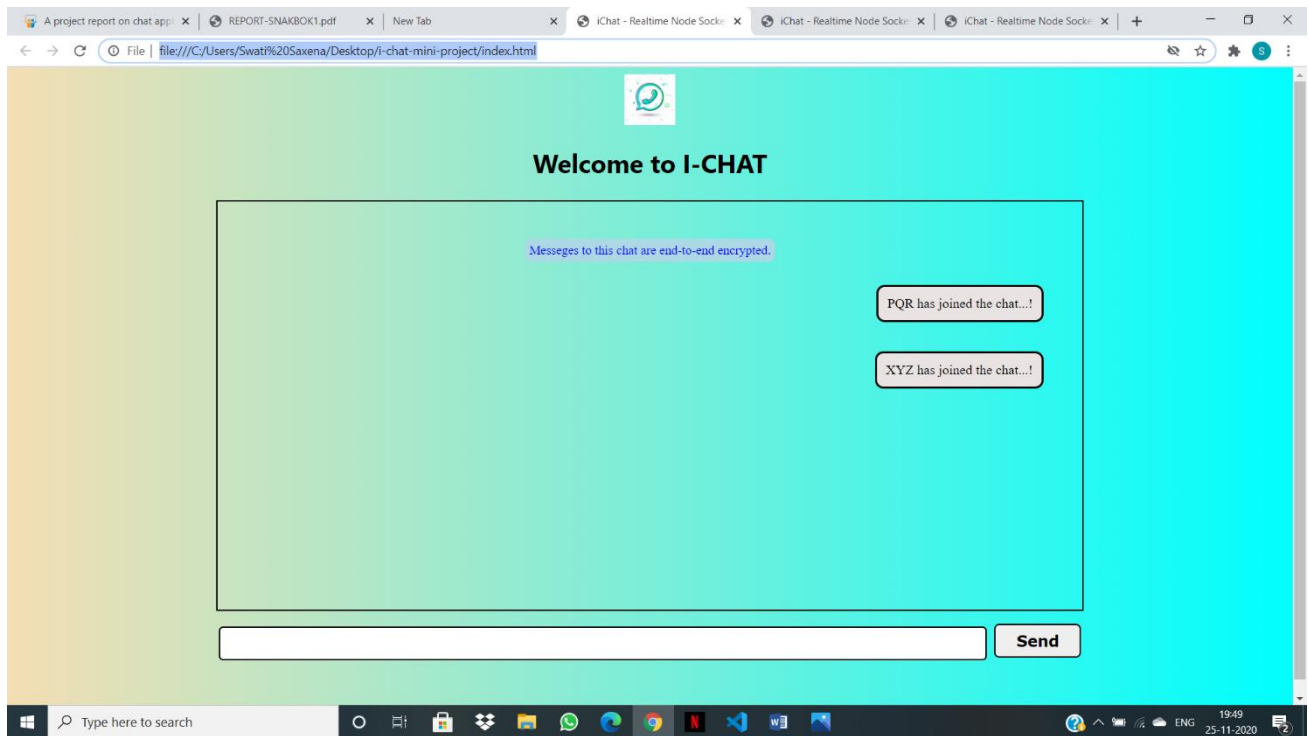 A project report on chat appl
REPORT-SNAKBOK1.pdf
New Tab
iChat - Realtime Node Socke
iChat - Realtime Node Socke
iChat - Realtime Node Socke
File
file:///C:/Users/Swati%20Saxena/Desktop/i-chat-mini-project/index.html
S
Welcome to I-CHAT
Messeges to this chat are end-to-end encrypted.
PQR has joined the chat...!
XYZ has joined the chat...!
Send
Type here to search
ENG
19:49
25-11-2020
2